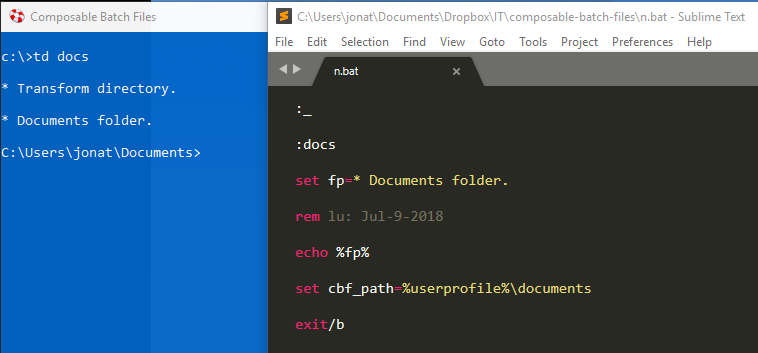 Composable Batch Files
c:\>td docs
* Transform directory.
* Documents folder.
C:\Users\jonat\Documents>
C:\Users\jonat\Documents\Dropbox\IT\composable-batch-files\n.bat - Sublime Text
File Edit Selection Find View Goto Tools Project Preferences Help
n.bat ×
:_
:docs
set fp=* Documents folder.
rem lu: Jul-9-2018
echo %fp%
set cbf_path=%userprofile%\documents
exit/b